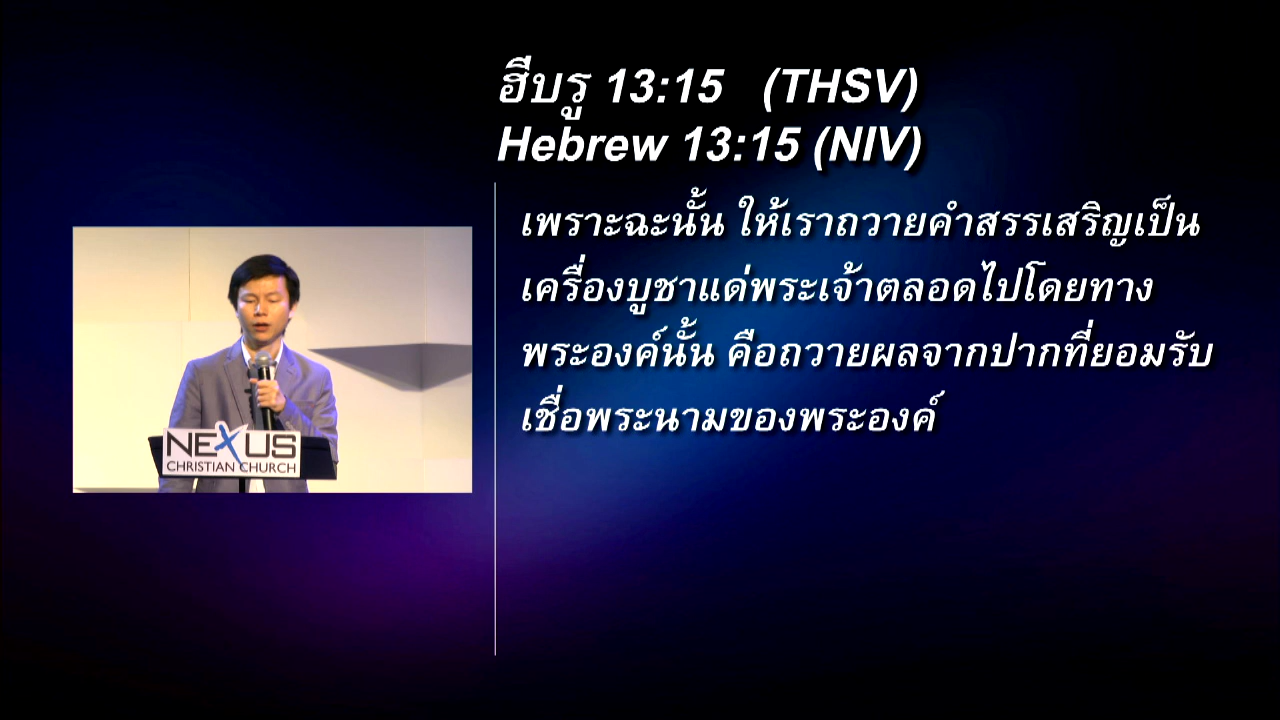 ฮีบรู 13:15 (THSV)
Hebrew 13:15 (NIV)
เพราะฉะนั้น ให้เราถวายคำสรรเสริญเป็น
เครื่องบูชาแด่พระเจ้าตลอดไปโดยทาง
พระองค์นั้น คือถวายผลจากปากที่ยอมรับ
เชื่อพระนามของพระองค์
NEXUS
CHRISTIAN CHURCH